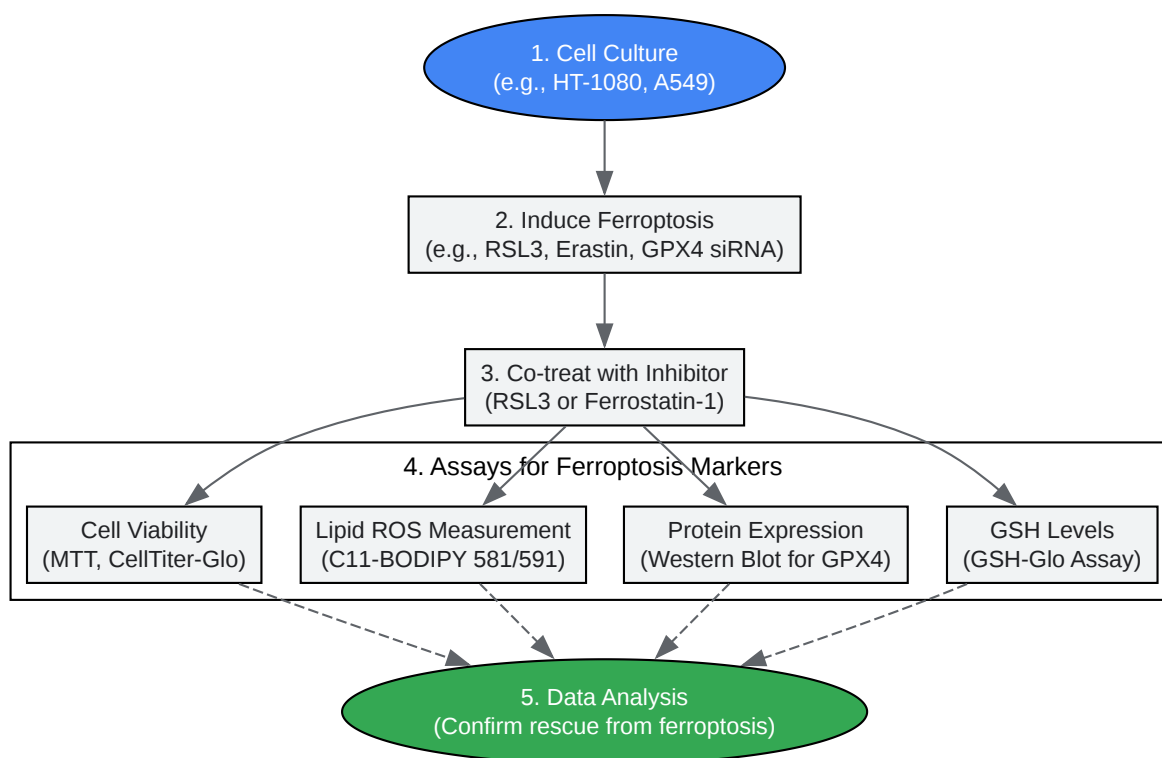 1. Cell Culture
(e.g., HT-1080, A549)
2. Induce Ferroptosis
(e.g., RSL3, Erastin, GPX4 siRNA)
3. Co-treat with Inhibitor
(RSL3 or Ferrostatin-1)
4. Assays for Ferroptosis Markers
Cell Viability
(MTT, CellTiter-Glo)
Lipid ROS Measurement
(C11-BODIPY 581/591)
Protein Expression
(Western Blot for GPX4)
GSH Levels
(GSH-Glo Assay)
5. Data Analysis
(Confirm rescue from ferroptosis)